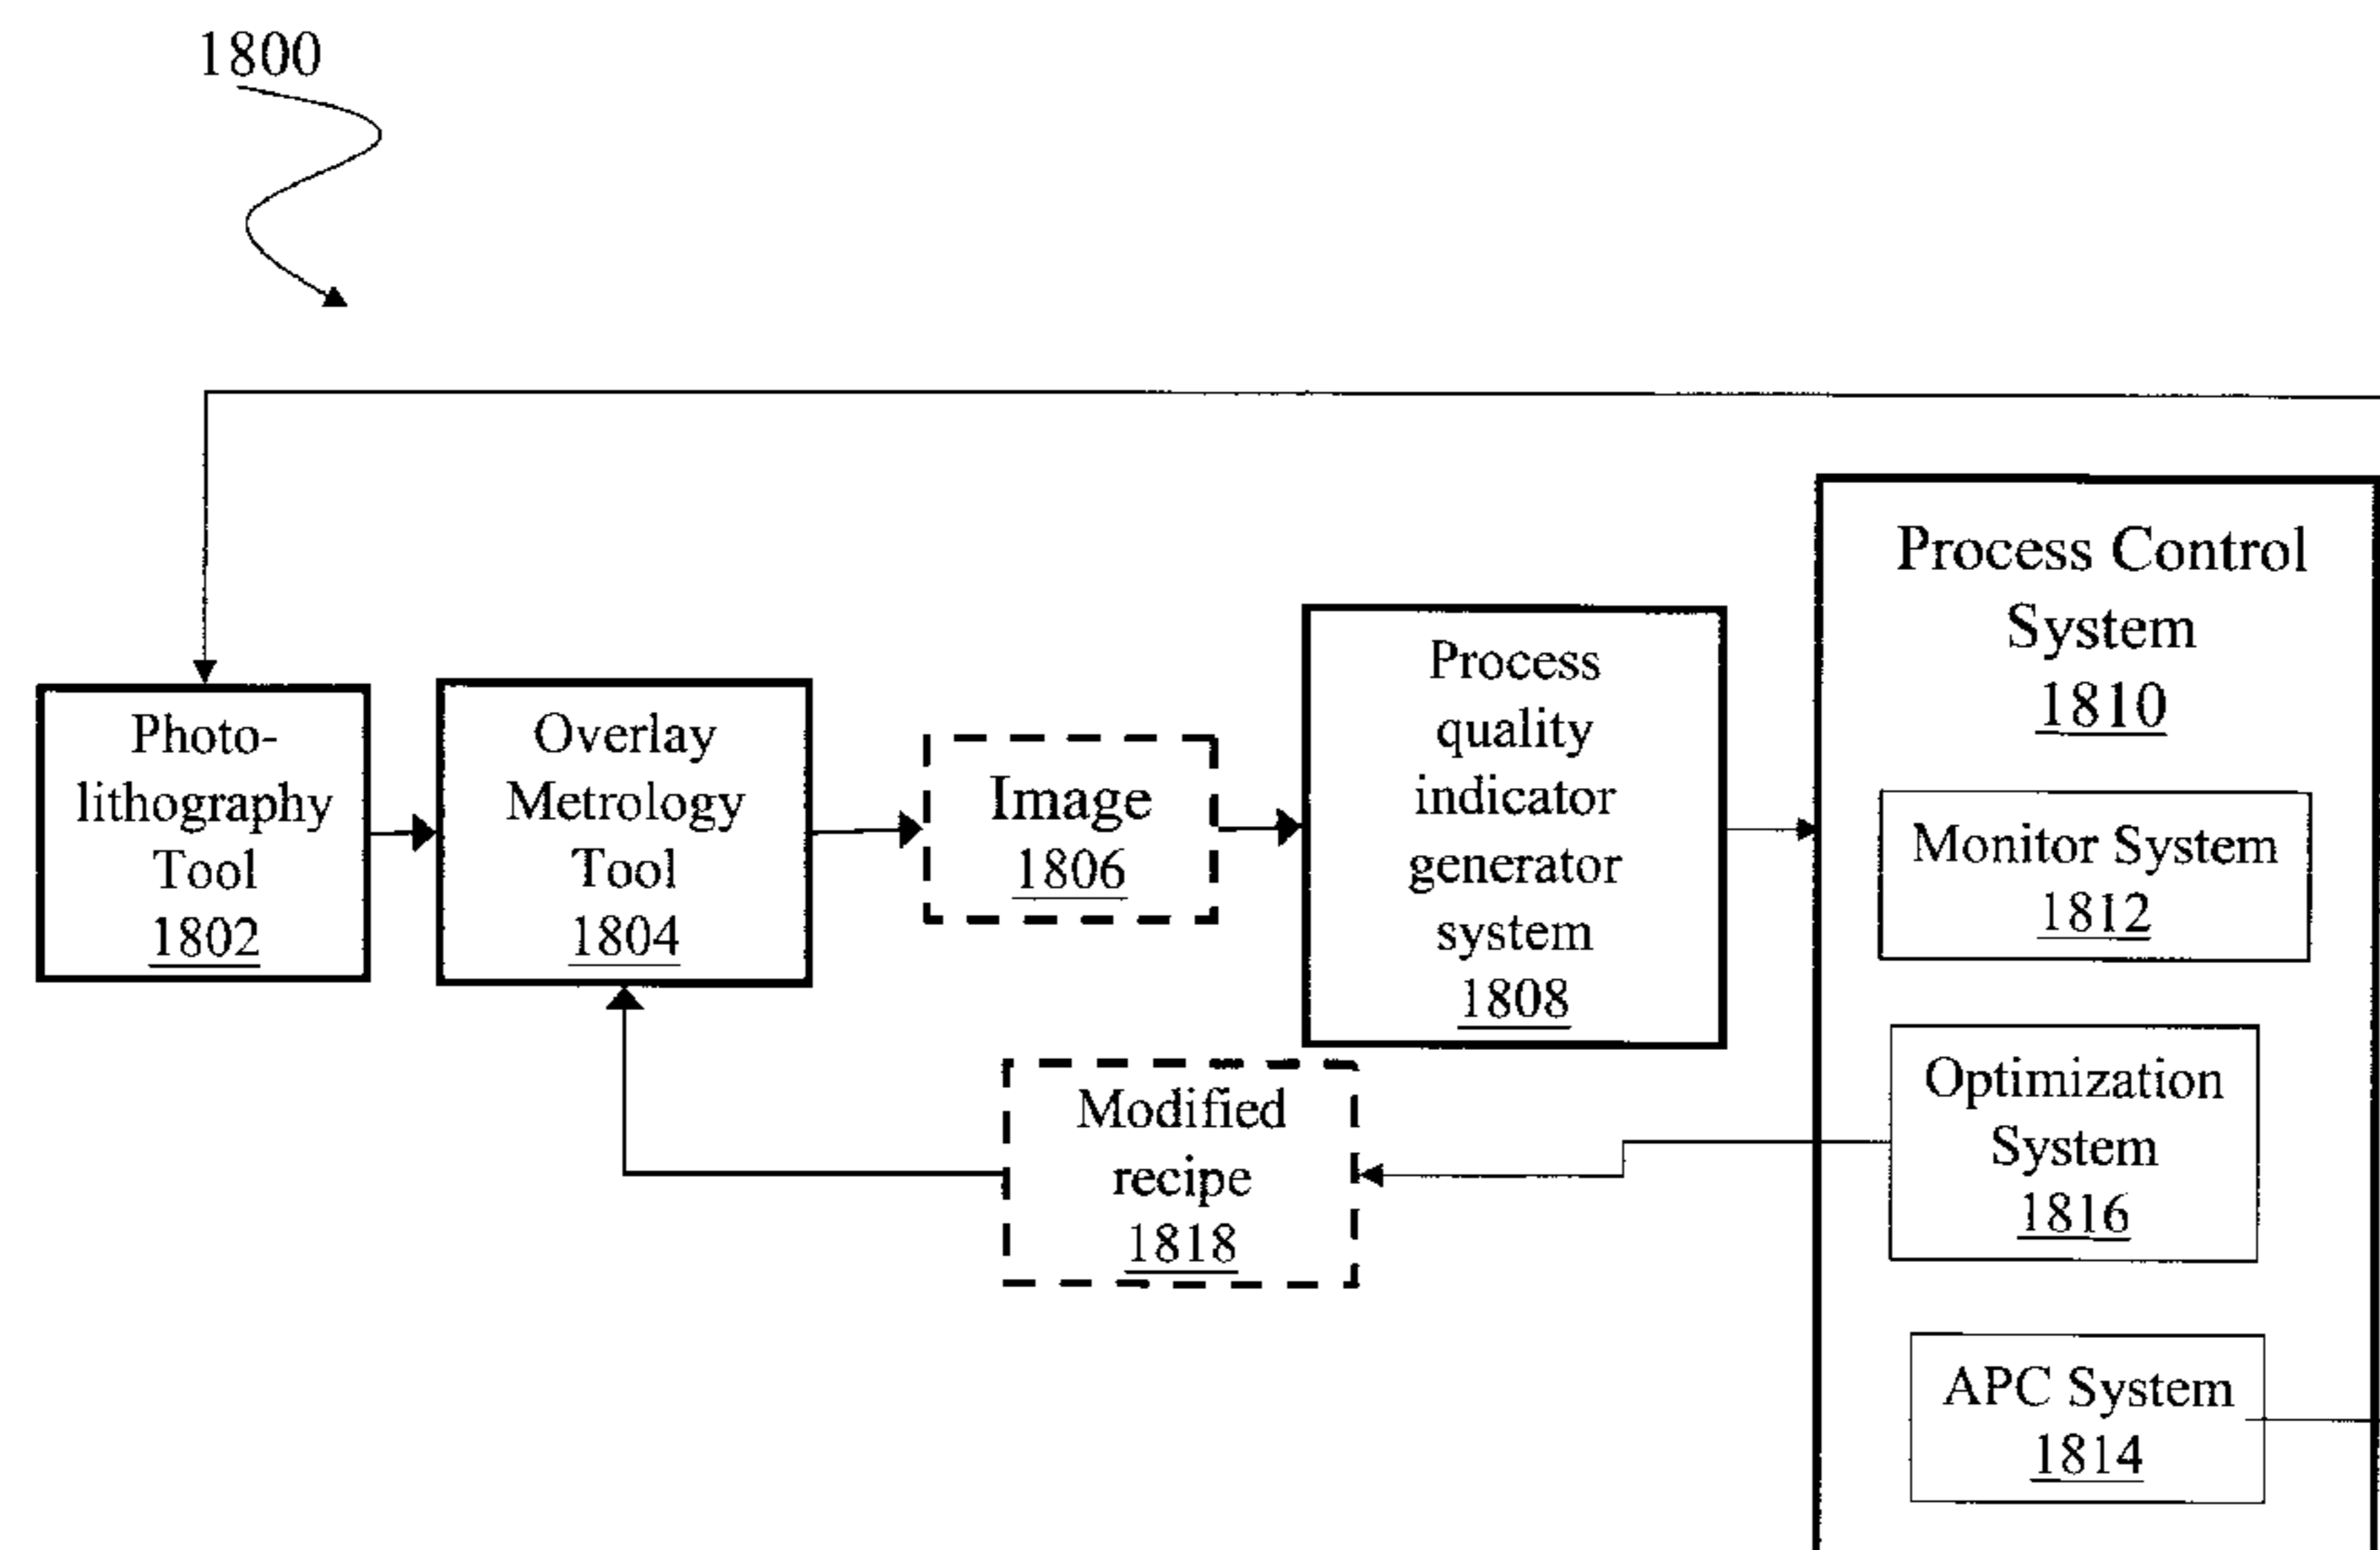 1800
Photo-
lithography
Tool
1802
Overlay
Metrology
Tool
1804
Image
1806
Process
quality
indicator
generator
system
1808
Process Control
System
1810
Monitor System
1812
Optimization
System
1816
APC System
1814
Modified
recipe
1818